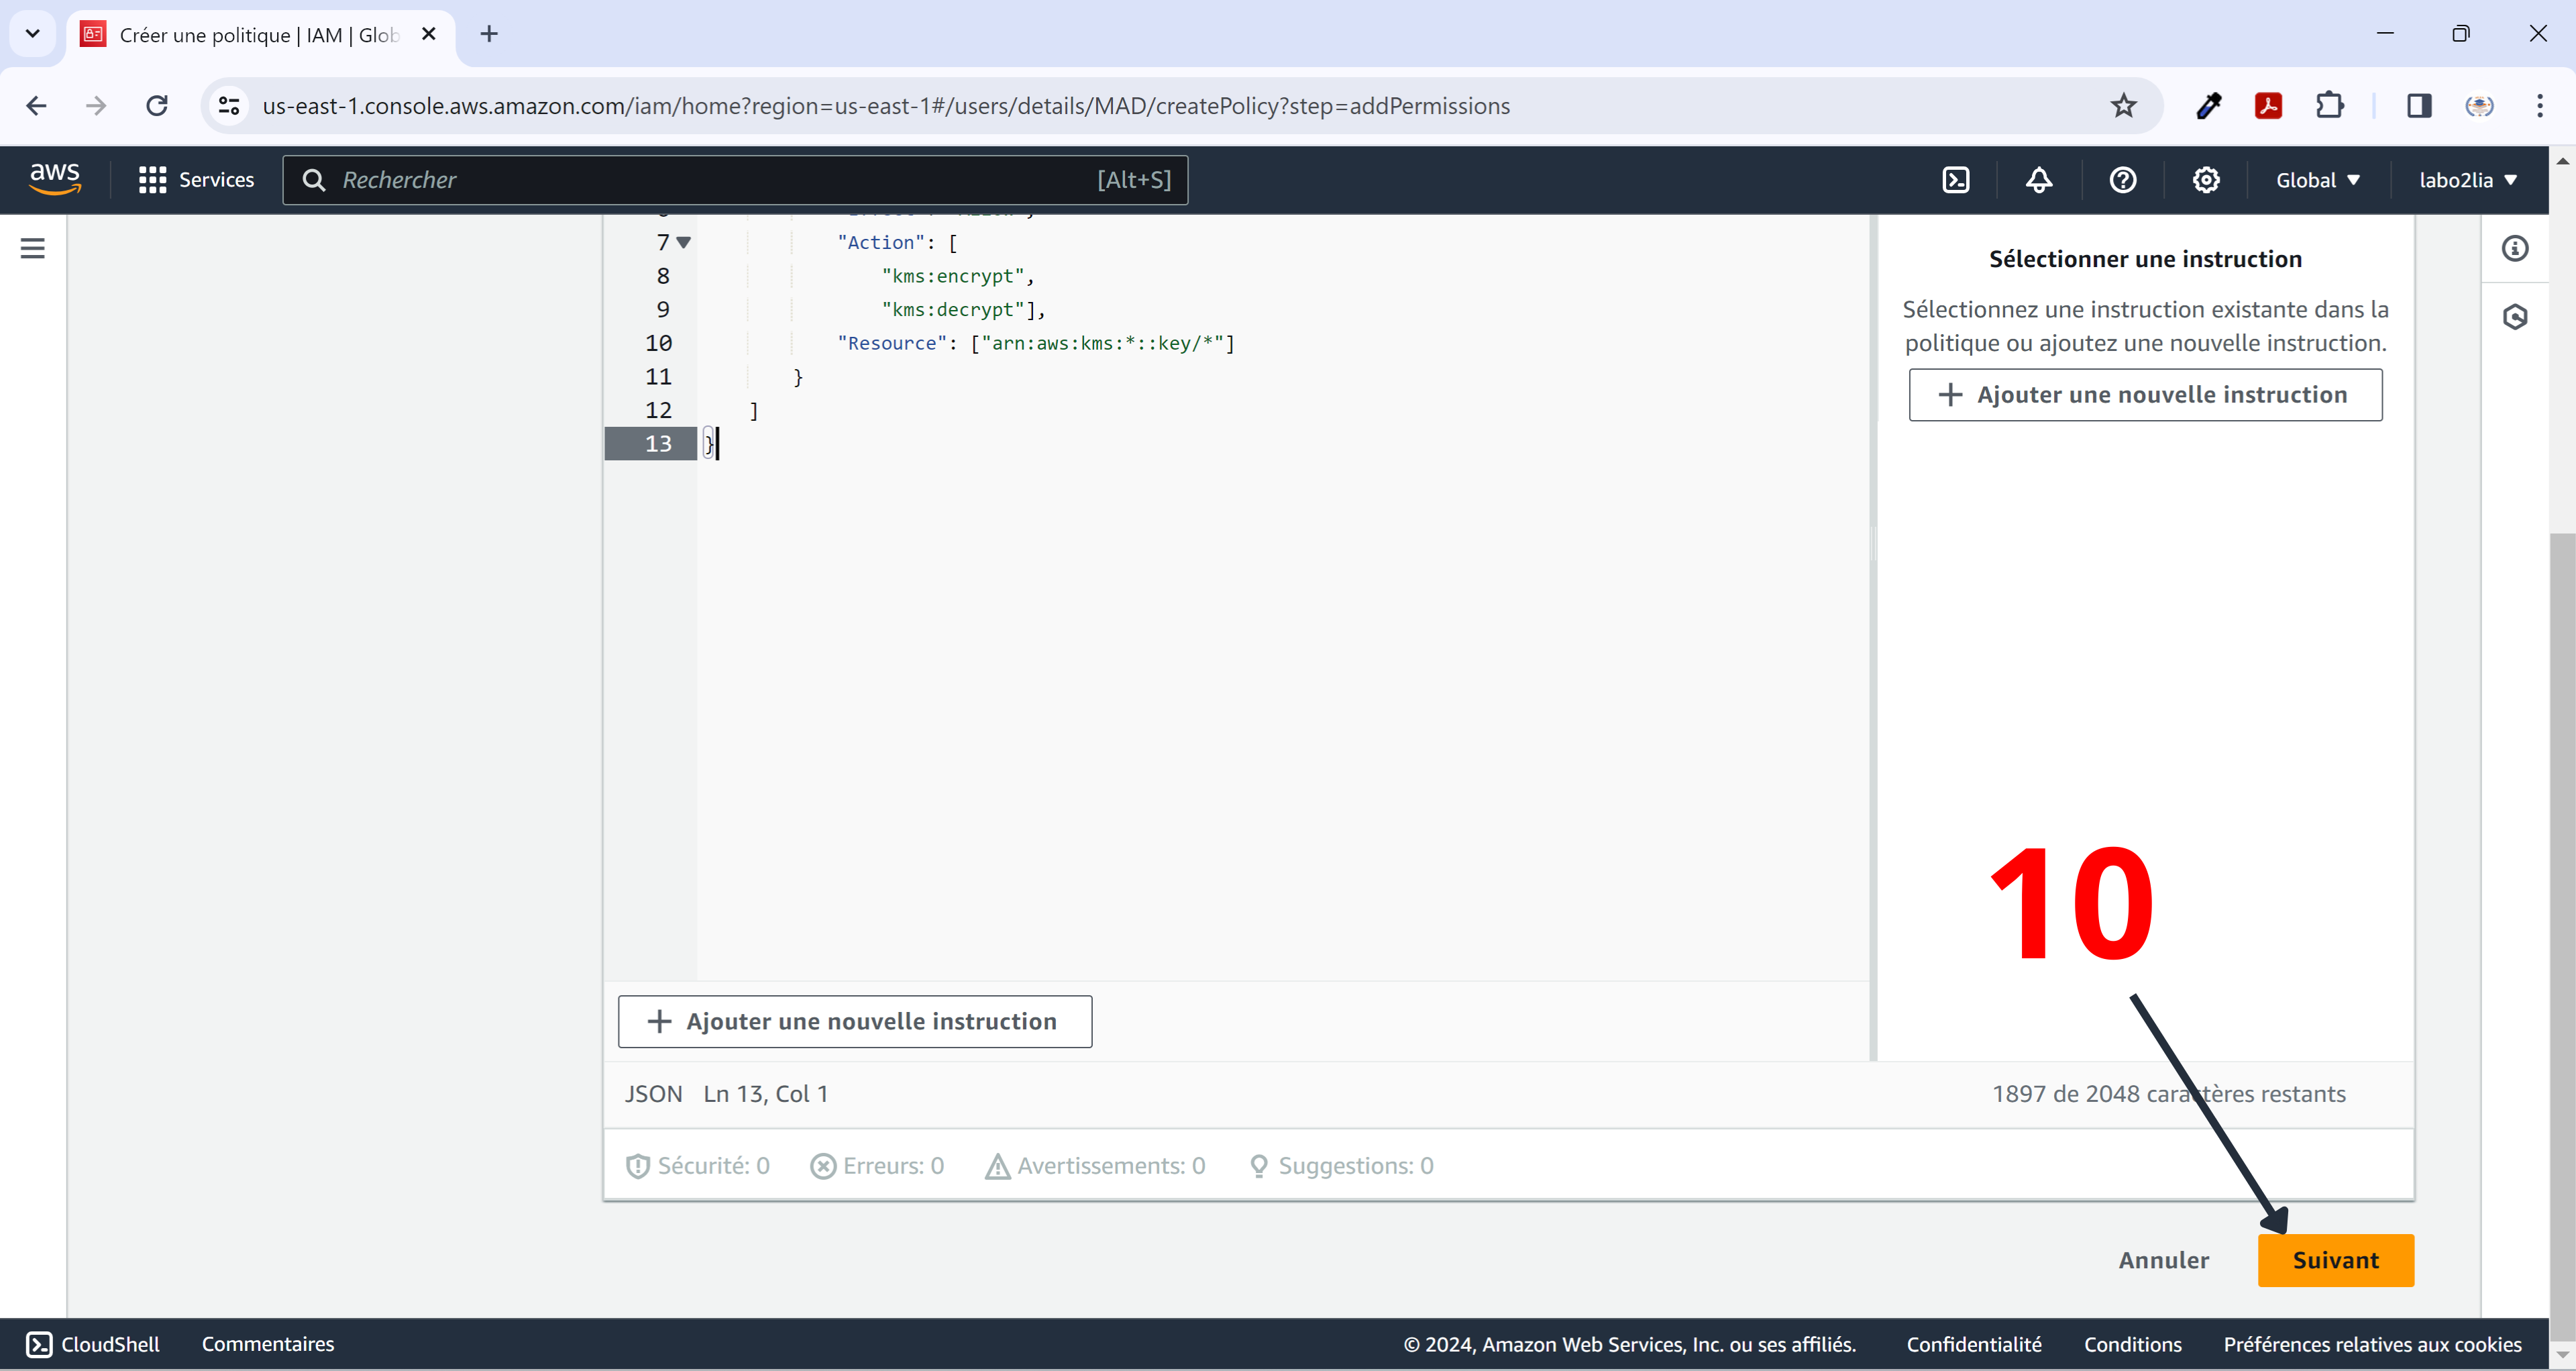 Créer une politique | IAM | Glob
us-east-1.console.aws.amazon.com/iam/home?region=us-east-1#/users/details/MAD/createPolicy?step=addPermissions
aws
Services
Rechercher [Alt+S]
Global
labo2lia
7 "Action": [
8 "kms:encrypt",
9 "kms:decrypt"],
10 "Resource": ["arn:aws:kms:*::key/*"]
11 }
12 ]
13 }
Sélectionner une instruction
Sélectionnez une instruction existante dans la
politique ou ajoutez une nouvelle instruction.
+ Ajouter une nouvelle instruction
10
+ Ajouter une nouvelle instruction
JSON Ln 13, Col 1
1897 de 2048 caractères restants
Sécurité: 0 Erreurs: 0 Avertissements: 0 Suggestions: 0
Annuler
Suivant
CloudShell Commentaires
© 2024, Amazon Web Services, Inc. ou ses affiliés. Confidentialité Conditions Préférences relatives aux cookies